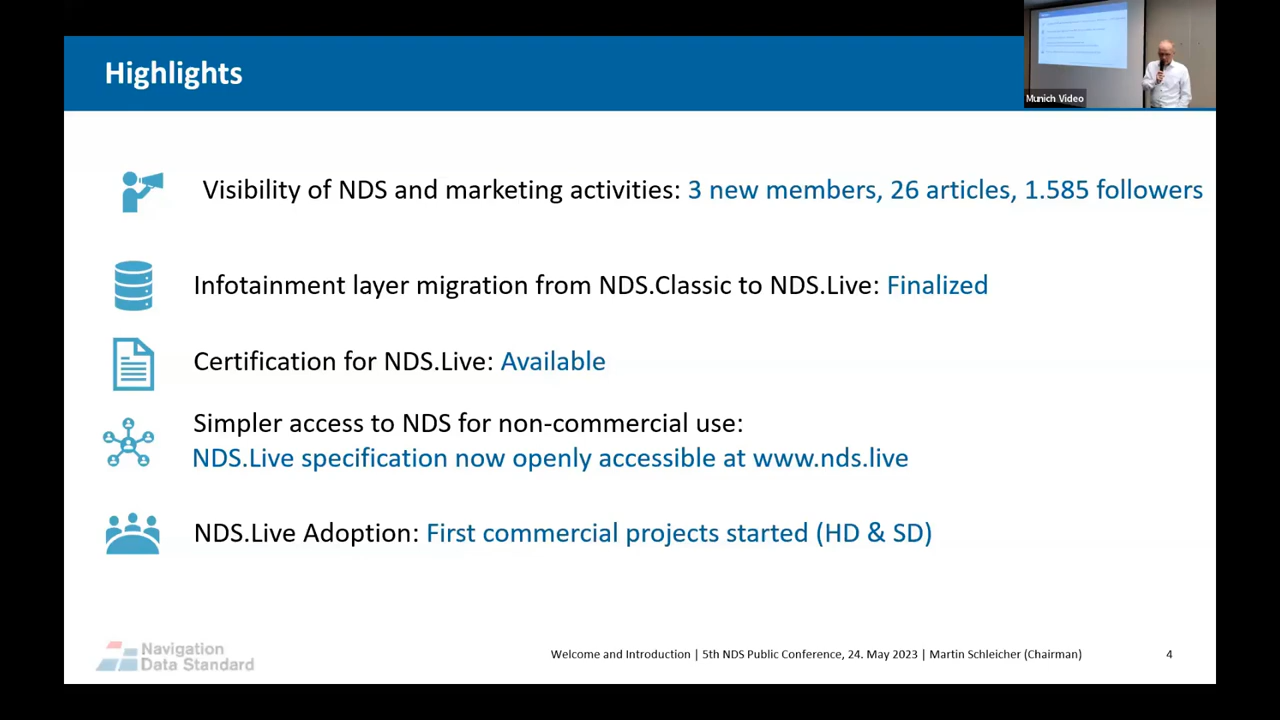 Highlights
Munich Video
Visibility of NDS and marketing activities: 3 new members, 26 articles, 1.585 followers
Infotainment layer migration from NDS.Classic to NDS.Live: Finalized
Certification for NDS.Live: Available
Simpler access to NDS for non-commercial use:
NDS.Live specification now openly accessible at www.nds.live
NDS.Live Adoption: First commercial projects started (HD & SD)
Navigation
Data Standard
Welcome and Introduction | 5th NDS Public Conference, 24. May 2023 | Martin Schleicher (Chairman)
4